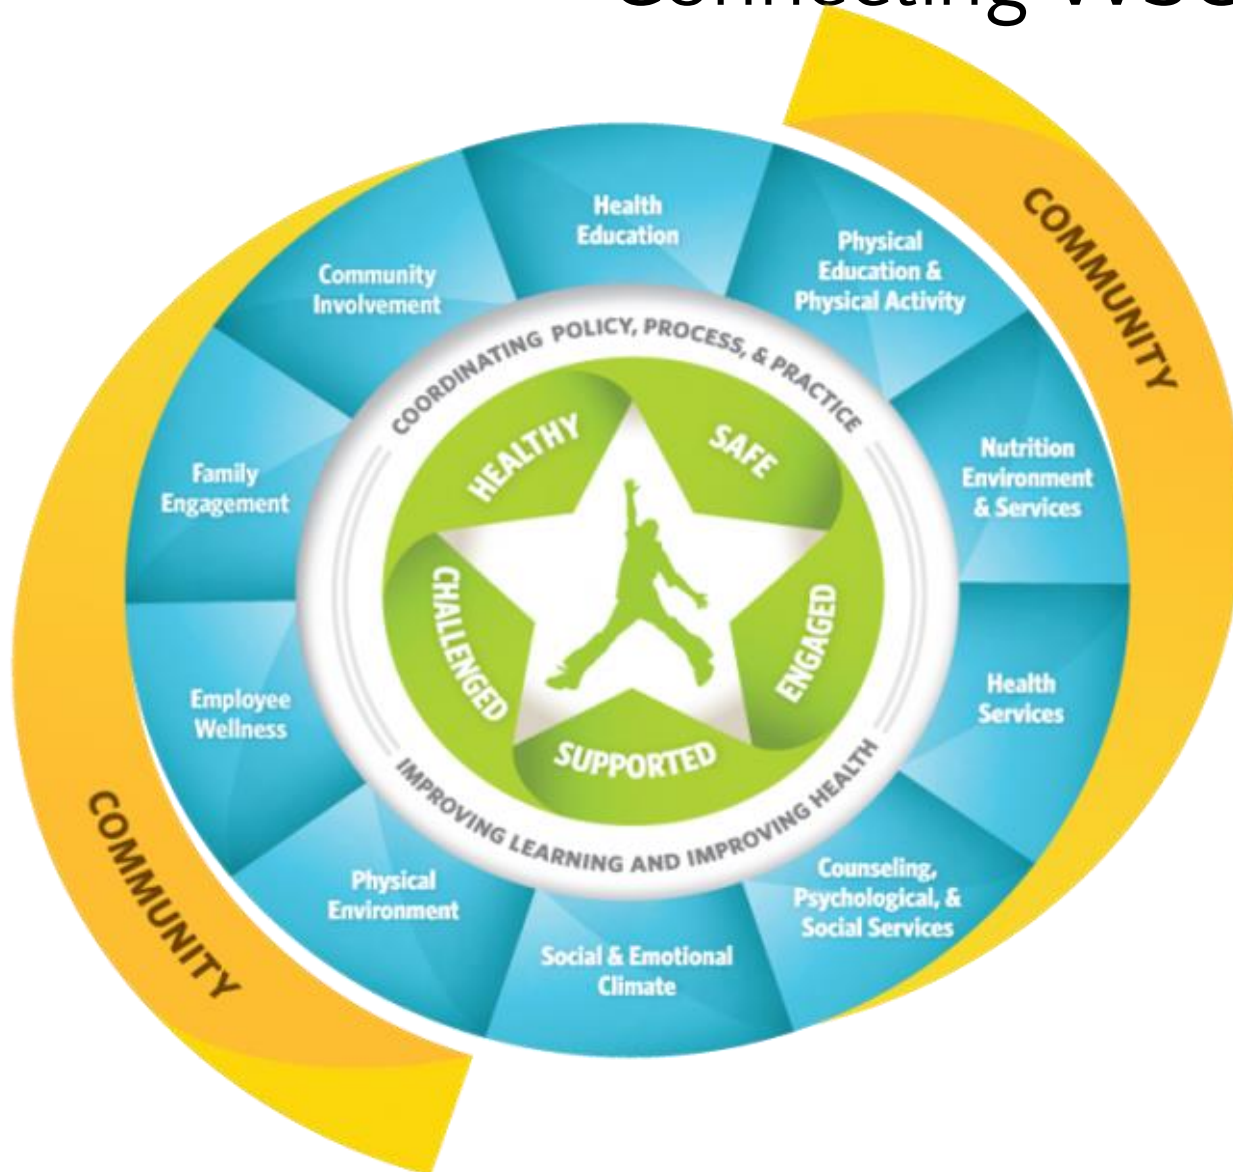 Connecting
COMMUNITY
Health
Education
Physical
Education &
Physical Activity
Nutrition
Environment
& Services
Health
Services
Counseling,
Psychological, &
Social Services
Social & Emotional
Climate
Physical
Environment
Employee
Wellness
Family
Engagement
Community
Involvement
COORDINATING POLICY, PROCESS, & PRACTICE
IMPROVING LEARNING AND IMPROVING HEALTH
HEALTHY
SAFE
ENGAGED
SUPPORTED
CHALLENGED
COMMUNITY